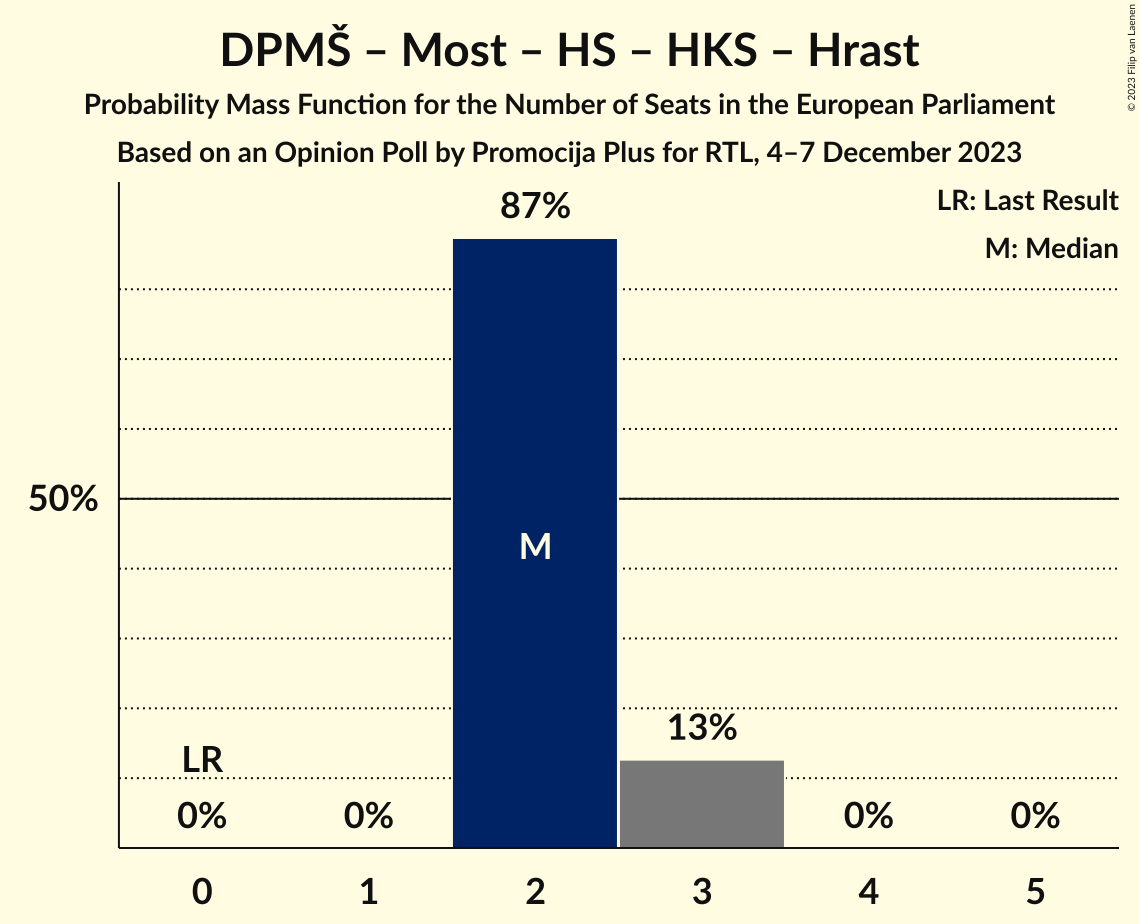 DPMŠ – Most – HS – HKS – Hrast
Probability Mass Function for the Number of Seats in the European Parliament
Based on an Opinion Poll by Promocija Plus for RTL, 4–7 December 2023
© 2023 Filip van Laenen
LR: Last Result
M: Median
87%
50%
M
13%
LR
0% 0% 0% 0%
0 1 2 3 4 5